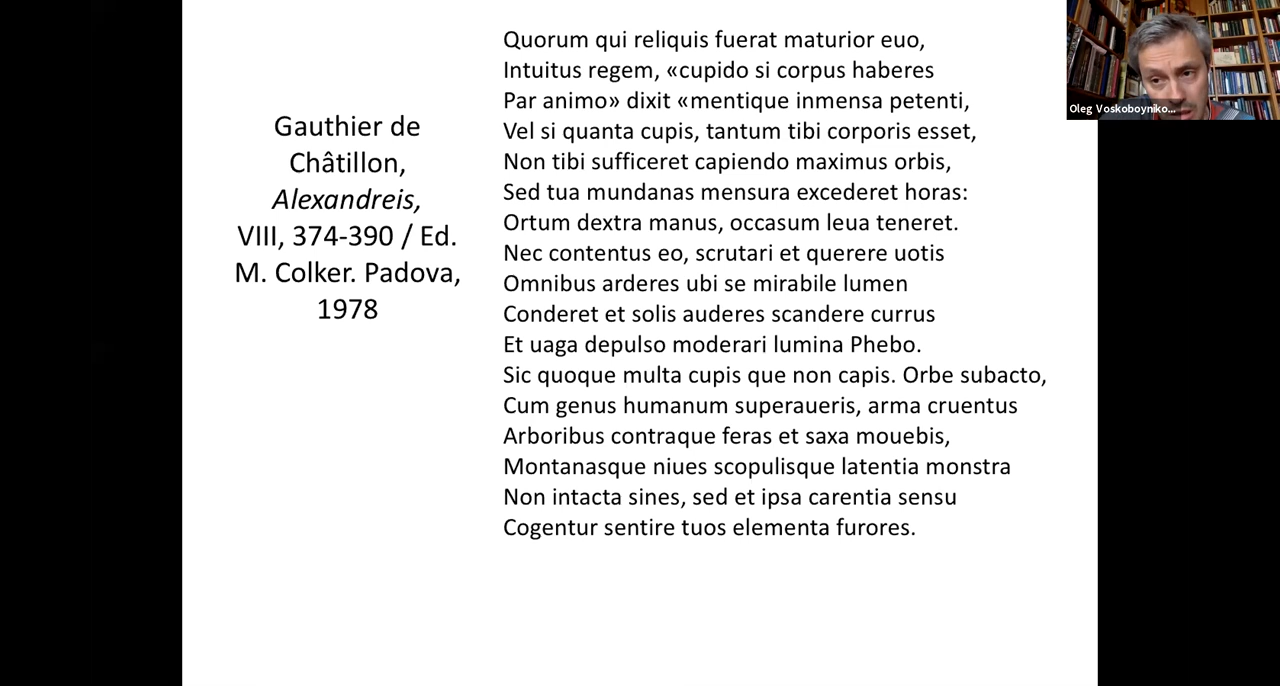 Gauthier de
Châtillon,
Alexandreis,
VIII, 374-390 / Ed.
M. Colker. Padova,
1978
Quorum qui reliquis fuerat maturior euo,
Intuitus regem, «cupido si corpus haberes
Par animo» dixit «mentique inmensa petenti,
Vel si quanta cupis, tantum tibi corporis esset,
Non tibi sufficeret capiendo maximus orbis,
Sed tua mundanas mensura excederet horas:
Ortum dextra manus, occasum leua teneret.
Nec contentus eo, scrutari et querere uotis
Omnibus arderes ubi se mirabile lumen
Conderet et solis auderes scandere currus
Et uaga depulso moderari lumina Phebo.
Sic quoque multa cupis que non capis. Orbe subacto,
Cum genus humanum superaueris, arma cruentus
Arboribus contraque feras et saxa mouebis,
Montanasque niues scopulisque latentia monstra
Non intacta sines, sed et ipsa carentia sensu
Cogentur sentire tuos elementa furores.
Oleg Voskoboyniko...